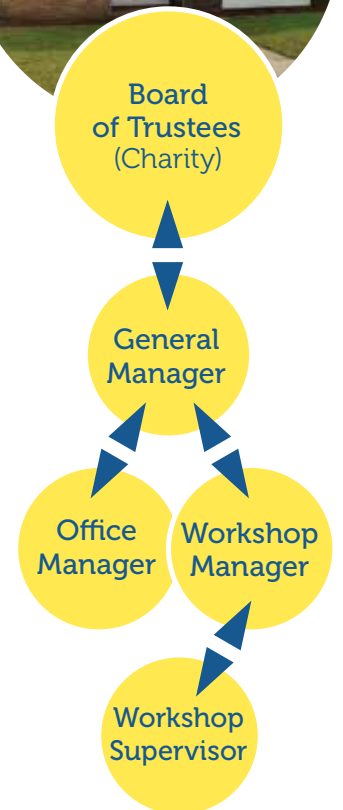 Board
of Trustees
(Charity)
General
Manager
Office
Manager
Workshop
Manager
Workshop
Supervisor